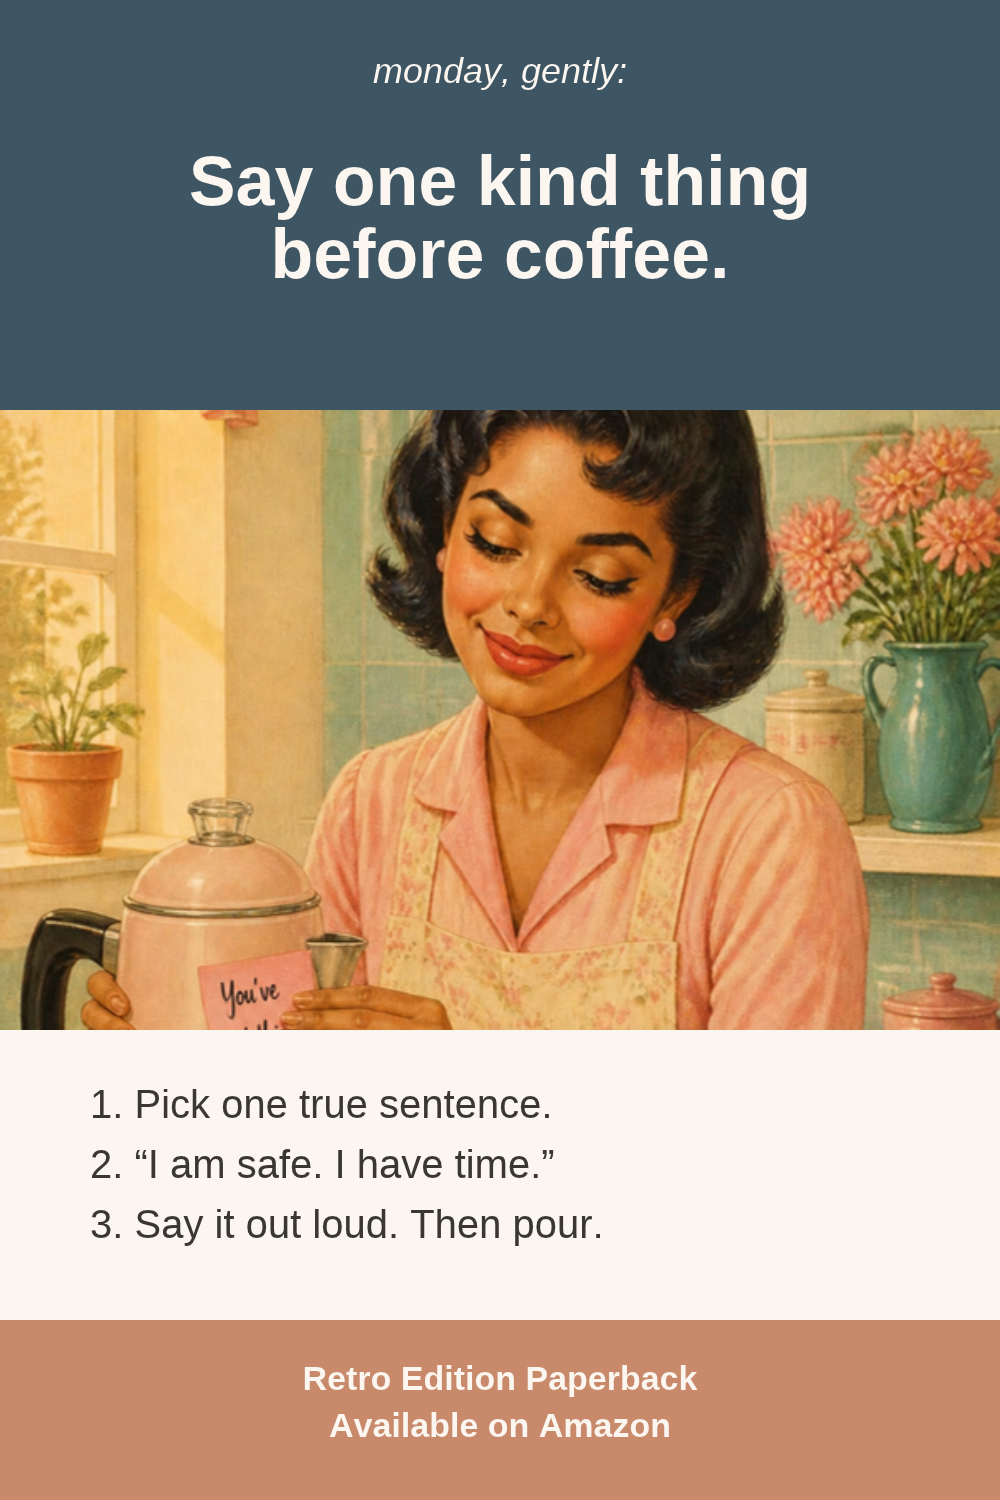 monday, gently:
Say one kind thing
before coffee.
You've
1. Pick one true sentence.
2. “I am safe. I have time.”
3. Say it out loud. Then pour.
Retro Edition Paperback
Available on Amazon